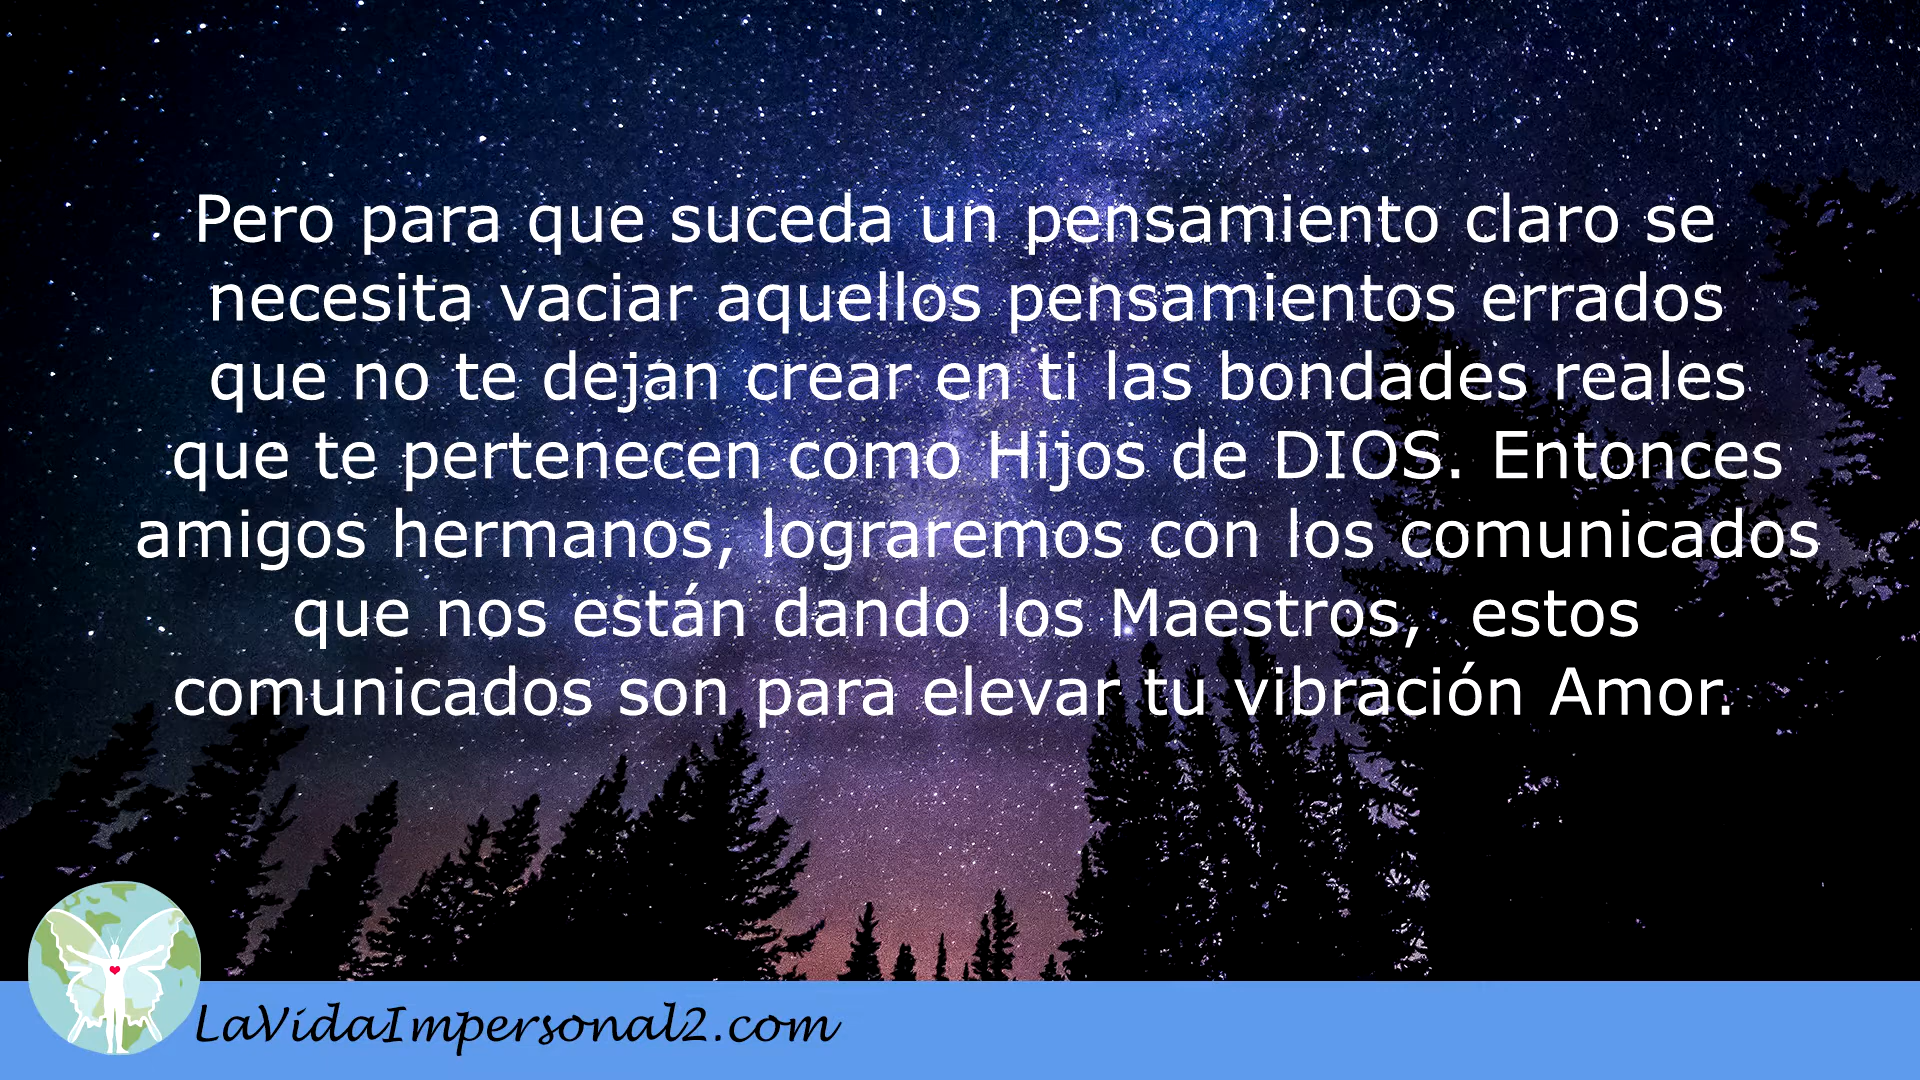 Pero para que suceda un pensamiento claro se
necesita vaciar aquellos pensamientos errados
que no te dejan crear en ti las bondades reales
que te pertenecen como Hijos de DIOS. Entonces
amigos hermanos, lograremos con los comunicados
que nos están dando los Maestros,  estos
comunicados son para elevar tu vibración Amor.
LaVidaImpersonal2.com